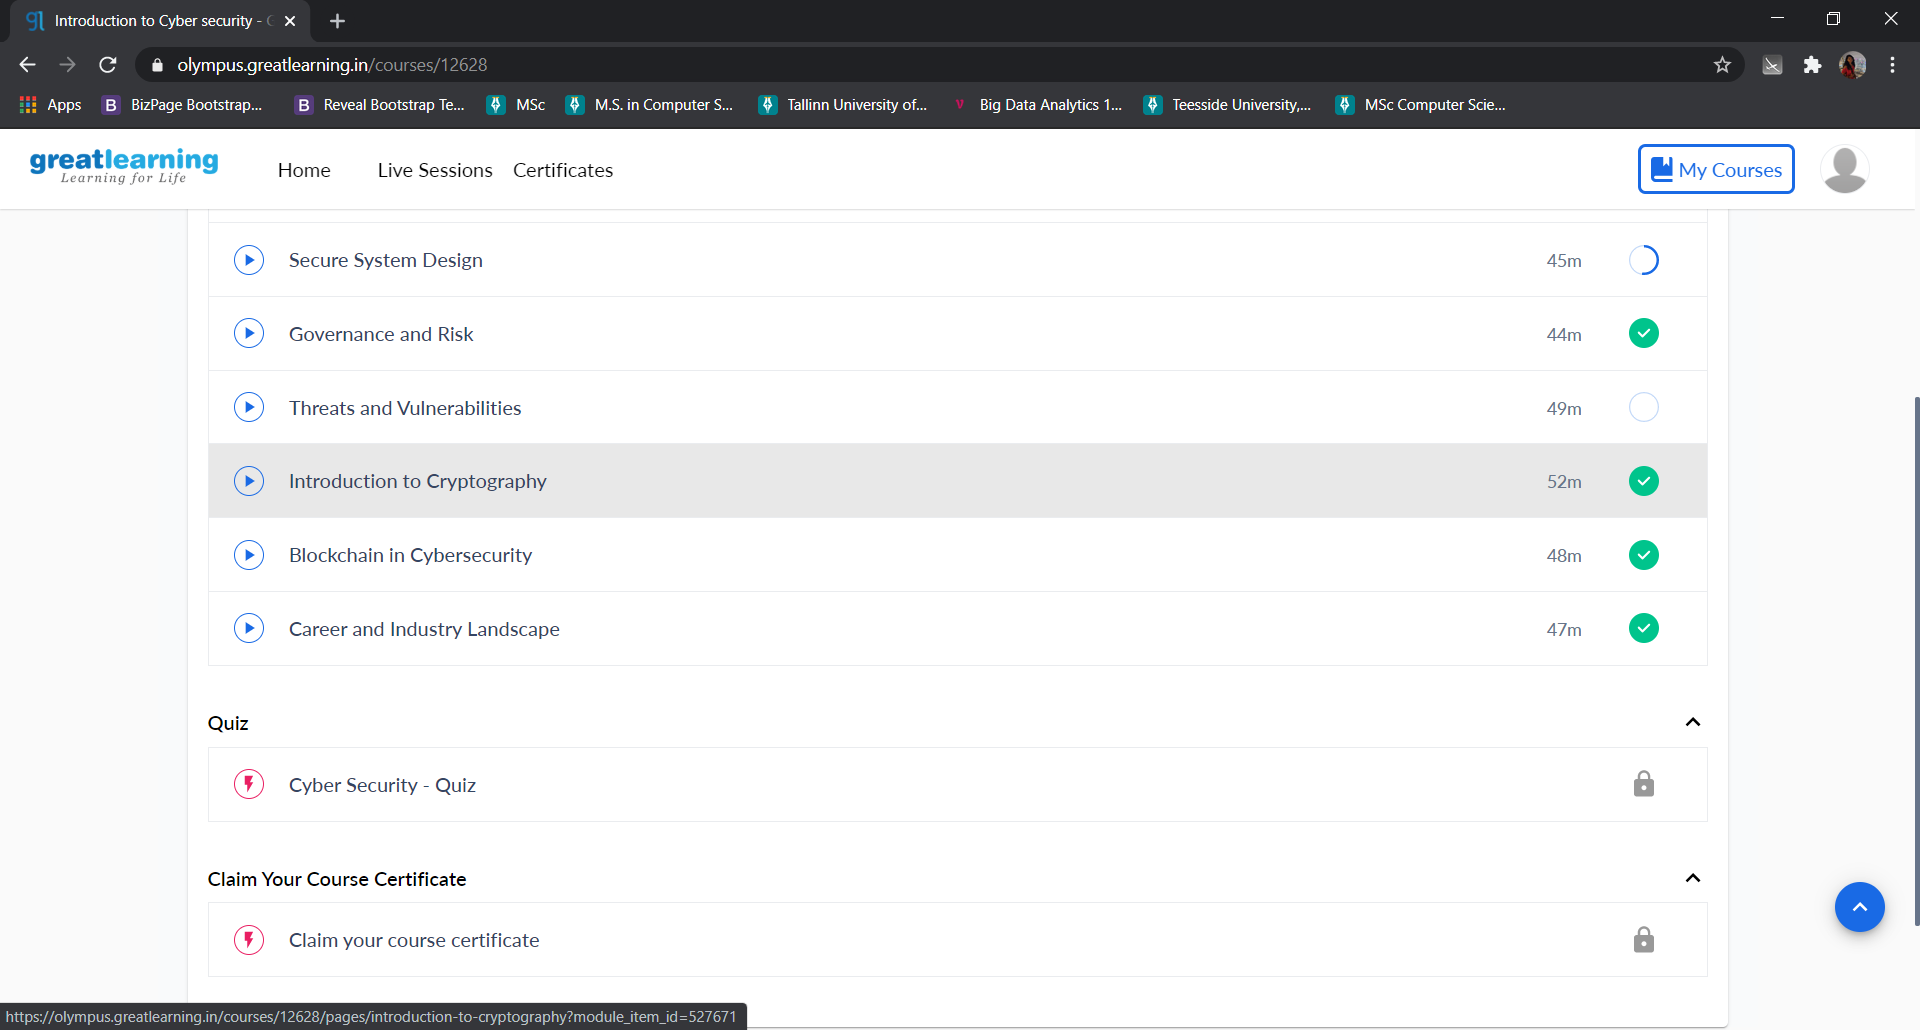 Introduction to Cyber security - G
olympus.greatlearning.in/courses/12628
Apps
BizPage Bootstrap...
Reveal Bootstrap Te...
MSc
M.S. in Computer S...
Tallinn University of...
Big Data Analytics 1...
Teesside University,...
MSc Computer Scie...
greatlearning
Learning for Life
Home
Live Sessions
Certificates
My Courses
Secure System Design 45m
Governance and Risk 44m
Threats and Vulnerabilities 49m
Introduction to Cryptography 52m
Blockchain in Cybersecurity 48m
Career and Industry Landscape 47m
Quiz
Cyber Security - Quiz
Claim Your Course Certificate
Claim your course certificate
https://olympus.greatlearning.in/courses/12628/pages/introduction-to-cryptography?module_item_id=527671